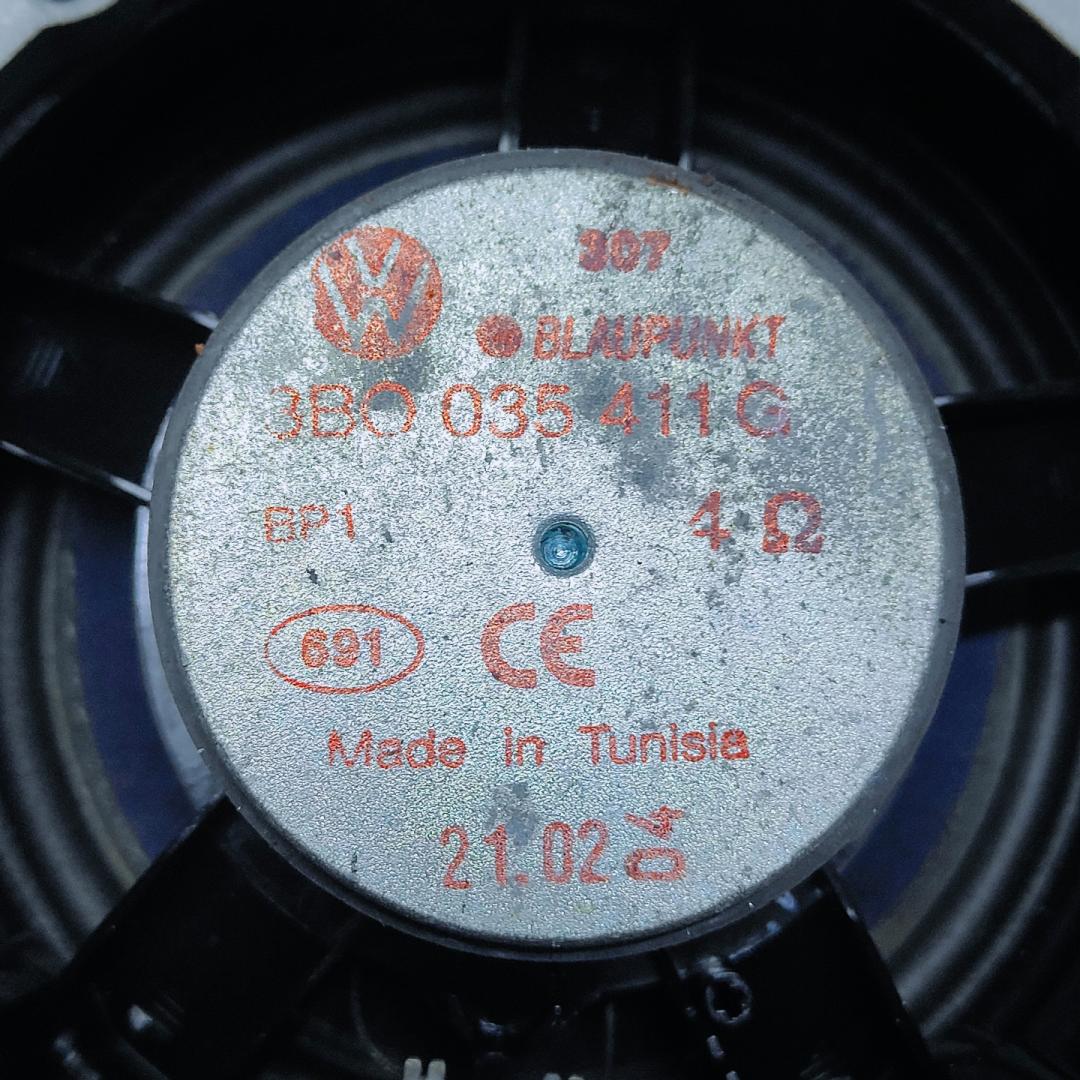 307
BLAUPUNKT
3B0 035 411 G
BP1 4 Ω
691 CE
Made in Tunisia
21.02 04